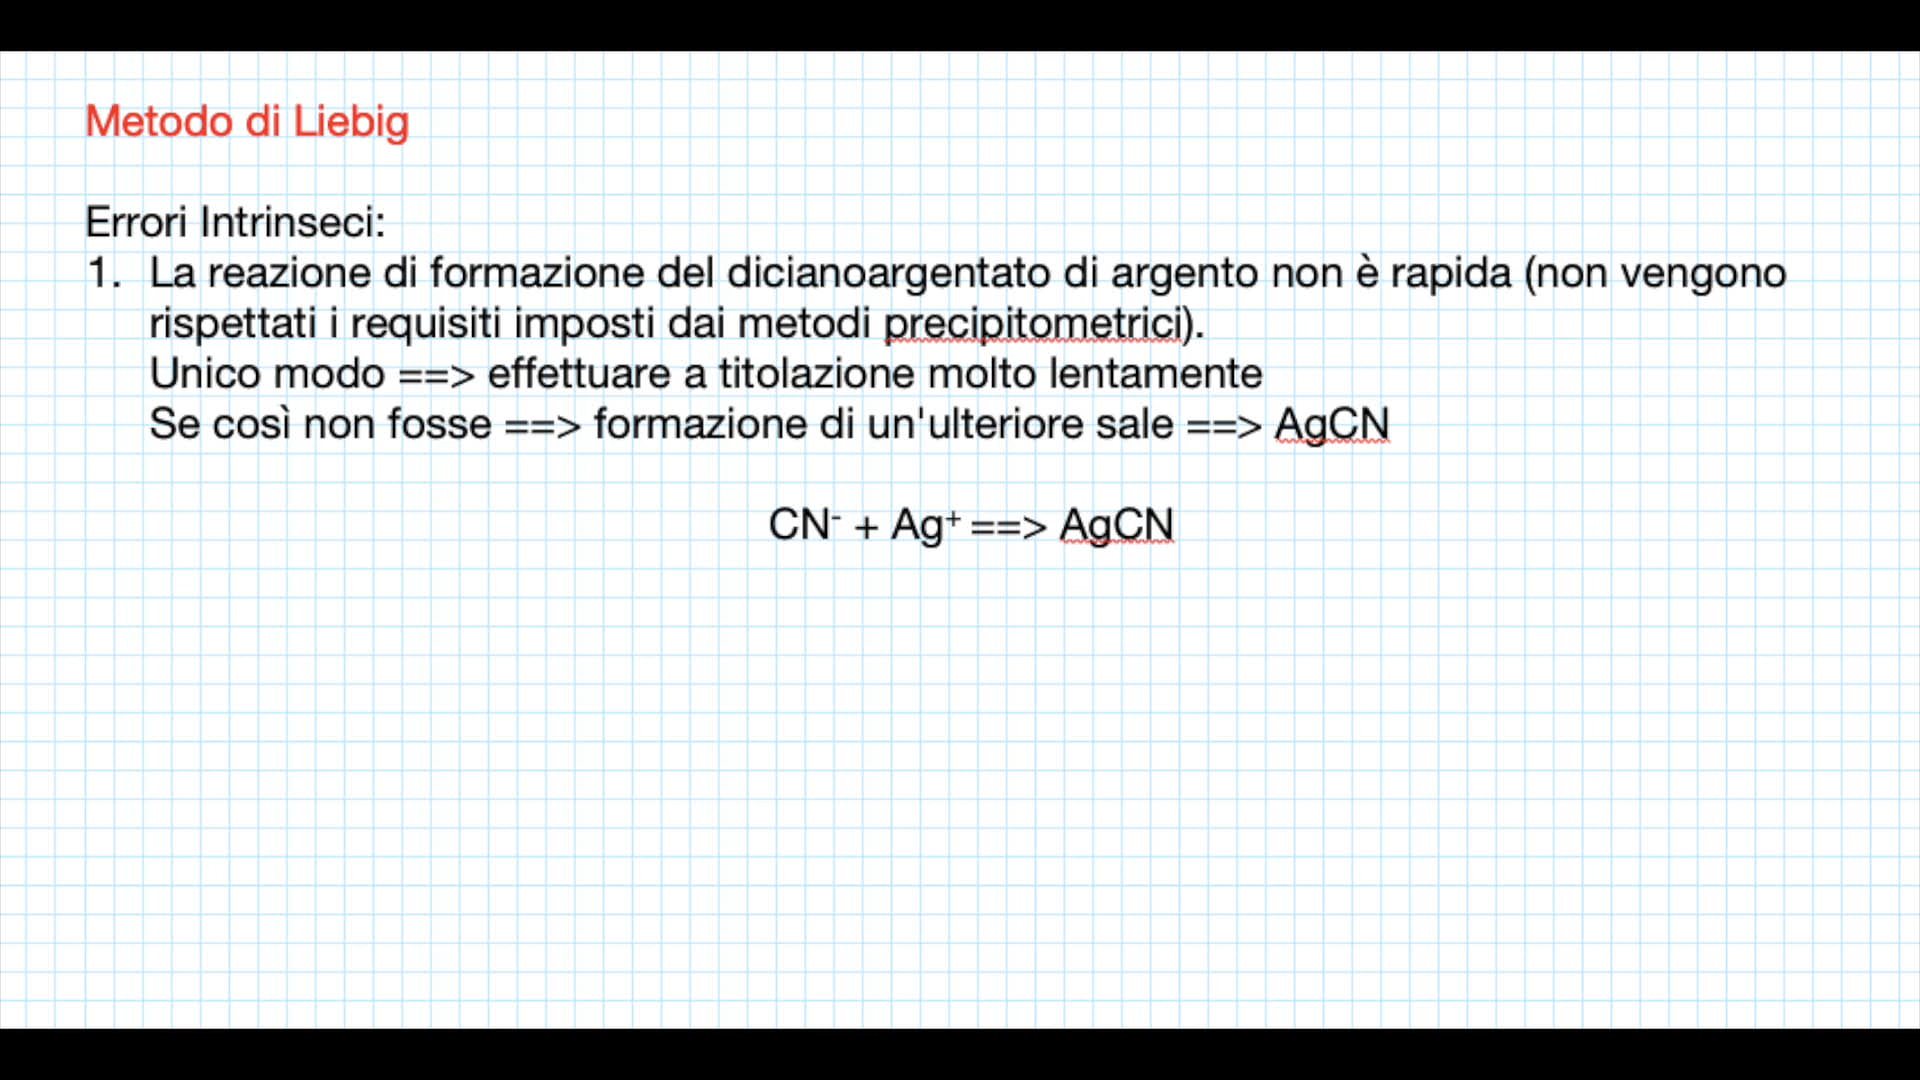 Metodo di Liebig
Errori Intrinseci:
1. La reazione di formazione del dicianoargentato di argento non è rapida (non vengono
rispettati i requisiti imposti dai metodi precipitometrici).
Unico modo ==> effettuare a titolazione molto lentamente
Se così non fosse ==> formazione di un'ulteriore sale ==> AgCN
CN⁻ + Ag⁺ ==> AgCN